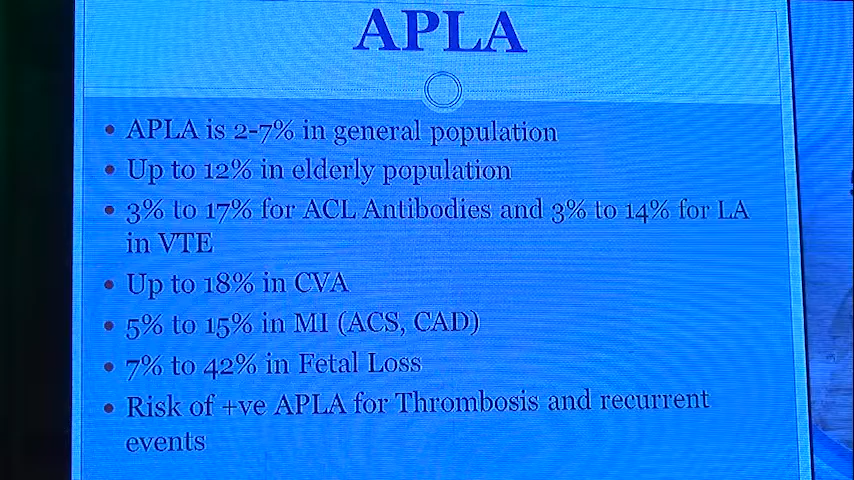 APLA
• APLA is 2-7% in general population
• Up to 12% in elderly population
• 3% to 17% for ACL Antibodies and 3% to 14% for LA
in VTE
• Up to 18% in CVA
• 5% to 15% in MI (ACS, CAD)
• 7% to 42% in Fetal Loss
• Risk of +ve APLA for Thrombosis and recurrent
events